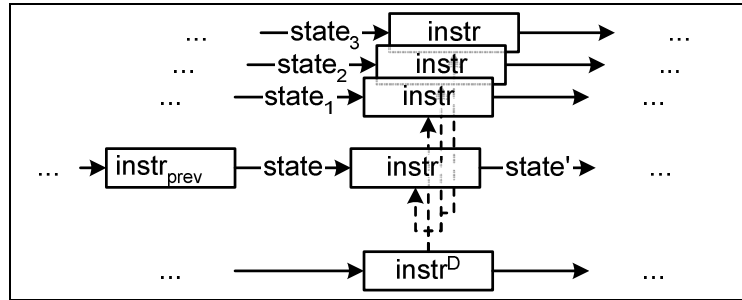 ... state₃ instr ...
... state₂ instr ...
... state₁ instr ...
... instrₚᵣₑᵥ state instr' state' ...
... instrᴰ ...